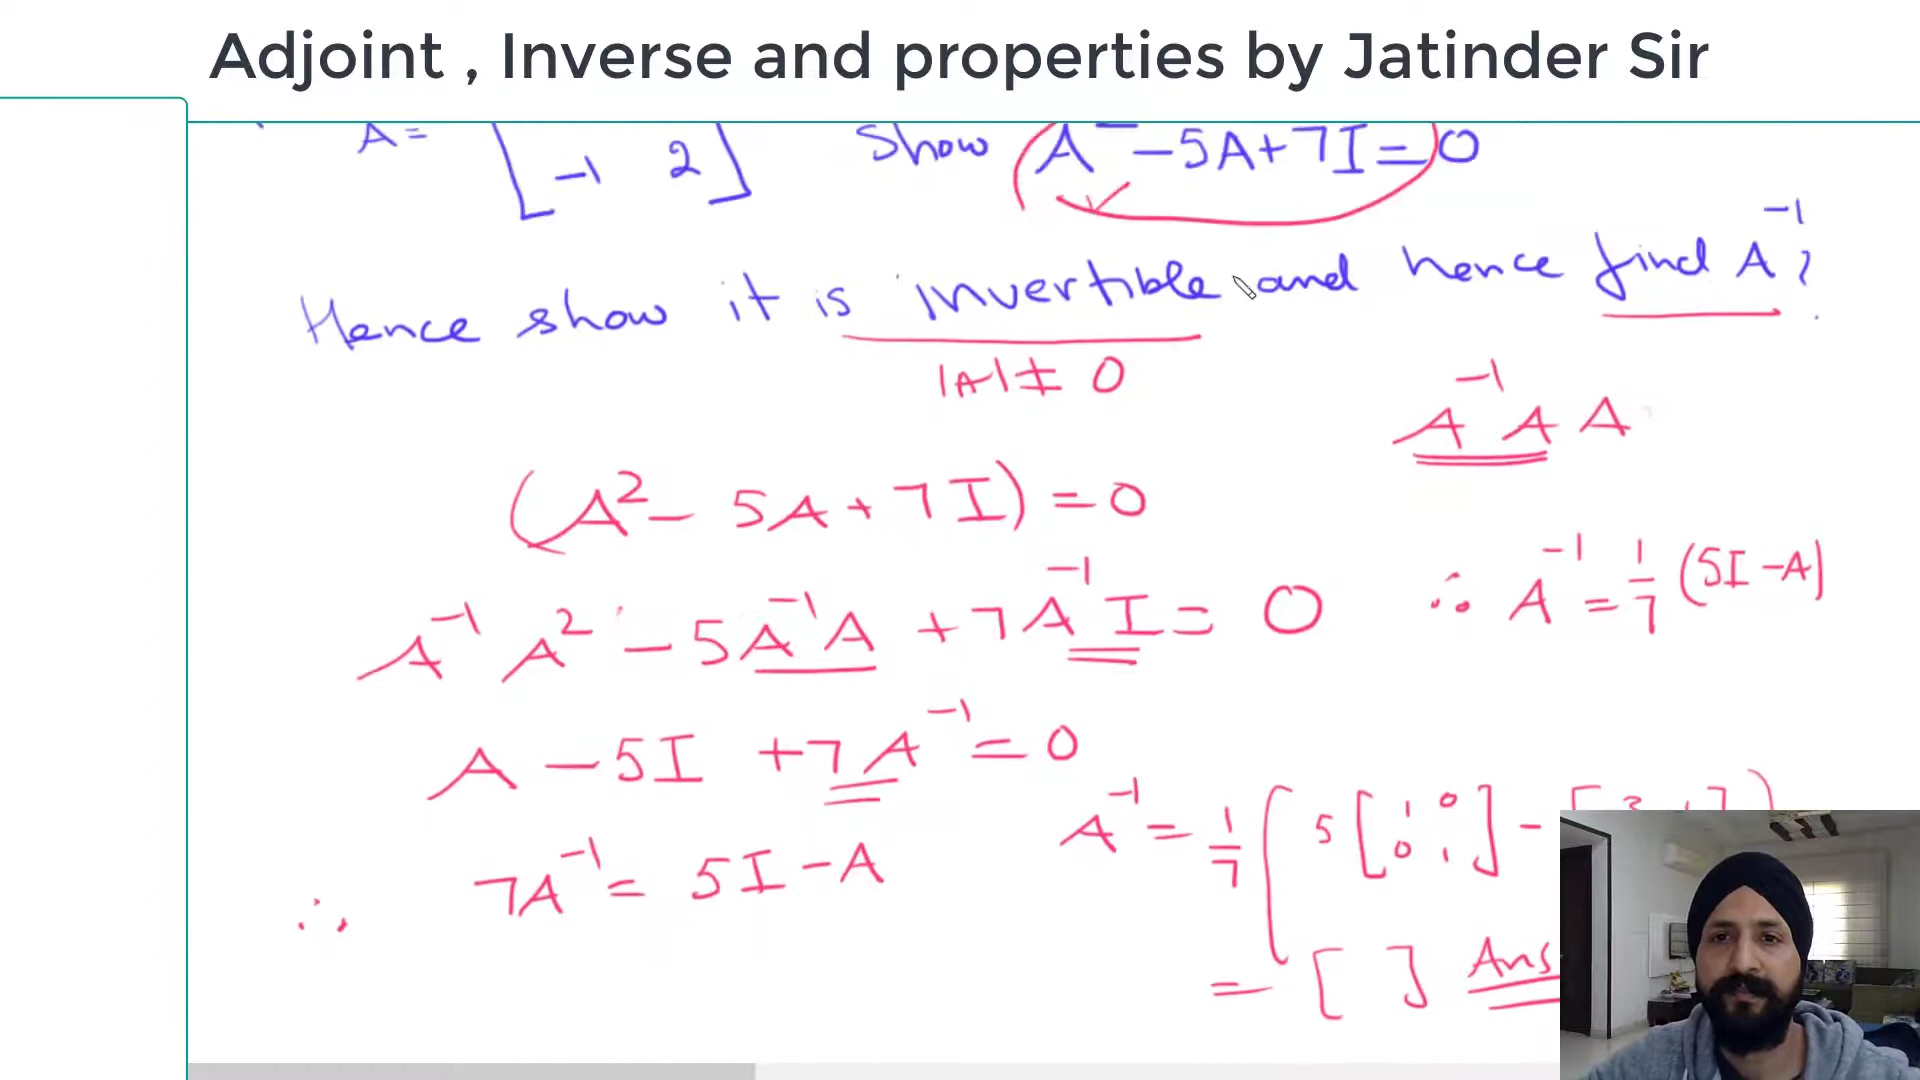 Adjoint , Inverse and properties by Jatinder Sir
A = [ -1 2 ] Show A - 5A + 7I = 0
Hence show it is invertible and hence find A⁻¹?
|A| ≠ 0
A⁻¹ A A
(A² - 5A + 7I) = 0
A⁻¹ A² - 5A⁻¹A + 7A⁻¹I = 0
∴ A⁻¹ = 1/7 (5I - A)
A - 5I + 7A⁻¹ = 0
∴ 7A⁻¹ = 5I - A
A⁻¹ = 1/7 ( 5 [ 1 0
0 1 ] -
= [ ] Ans